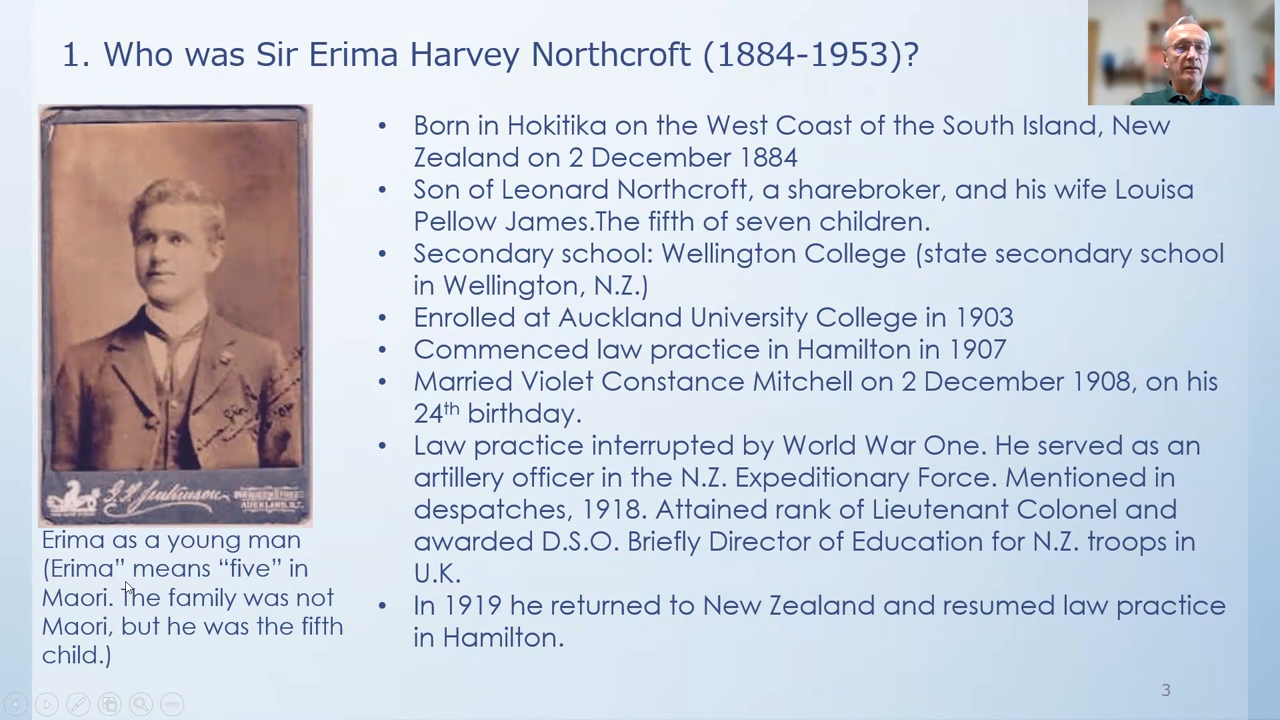 1. Who was Sir Erima Harvey Northcroft (1884-1953)?
• Born in Hokitika on the West Coast of the South Island, New
Zealand on 2 December 1884
• Son of Leonard Northcroft, a sharebroker, and his wife Louisa
Pellow James.The fifth of seven children.
• Secondary school: Wellington College (state secondary school
in Wellington, N.Z.)
• Enrolled at Auckland University College in 1903
• Commenced law practice in Hamilton in 1907
• Married Violet Constance Mitchell on 2 December 1908, on his
24th birthday.
• Law practice interrupted by World War One. He served as an
artillery officer in the N.Z. Expeditionary Force. Mentioned in
despatches, 1918. Attained rank of Lieutenant Colonel and
awarded D.S.O. Briefly Director of Education for N.Z. troops in
U.K.
• In 1919 he returned to New Zealand and resumed law practice
in Hamilton.
Erima as a young man
(Erima” means “five” in
Maori. The family was not
Maori, but he was the fifth
child.)
3